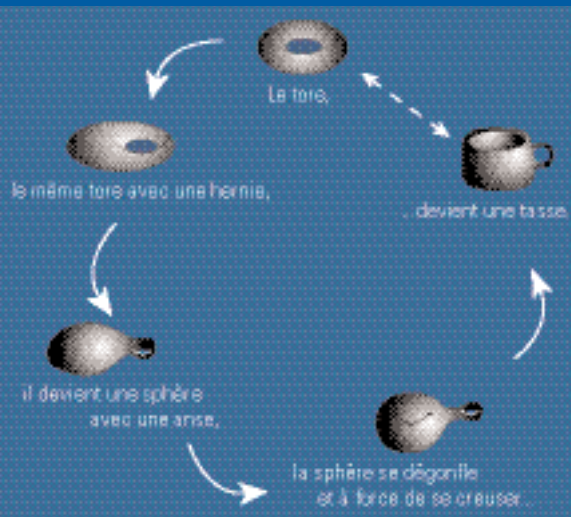 Le tore,
le même tore avec une hernie,
il devient une sphère
avec une anse,
la sphère se dégonfle
et à force de se creuser...
...devient une tasse.